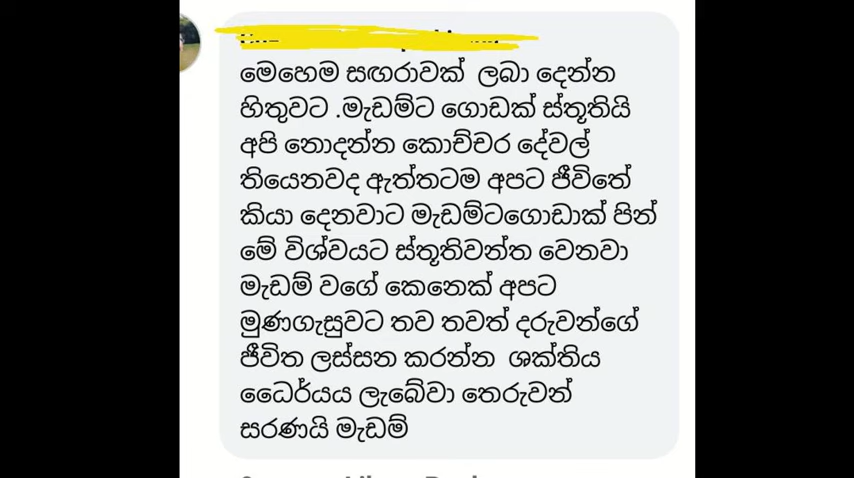 මෙහෙම සඟරාවක් ලබා දෙන්න
හිතුවට .මැඩම්ට ගොඩක් ස්තූතියි
අපි නොදන්න කොච්චර දේවල්
තියෙනවද ඇත්තටම අපට ජීවිතේ
කියා දෙනවාට මැඩම්ටගොඩාක් පින්
මේ විශ්වයට ස්තූතිවන්ත වෙනවා
මැඩම් වගේ කෙනෙක් අපට
මුණගැසුවට තව තවත් දරුවන්ගේ
ජීවිත ලස්සන කරන්න ශක්තිය
ධෛර්යය ලැබේවා තෙරුවන්
සරණයි මැඩම්